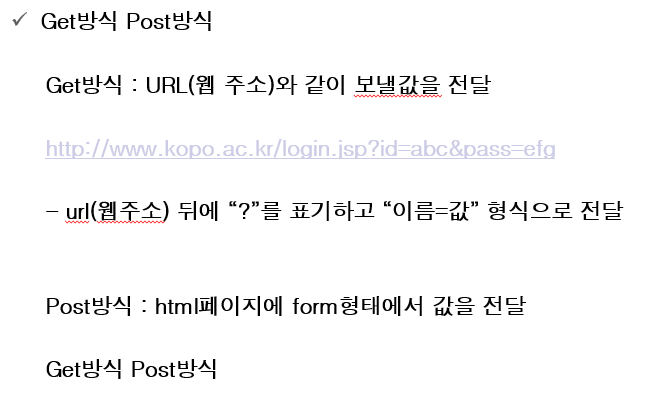 ✓ Get방식 Post방식
Get방식 : URL(웹 주소)와 같이 보낼값을 전달
http://www.kopo.ac.kr/login.jsp?id=abc&pass=efg
– url(웹주소) 뒤에 “?”를 표기하고 “이름=값” 형식으로 전달
Post방식 : html페이지에 form형태에서 값을 전달
Get방식 Post방식